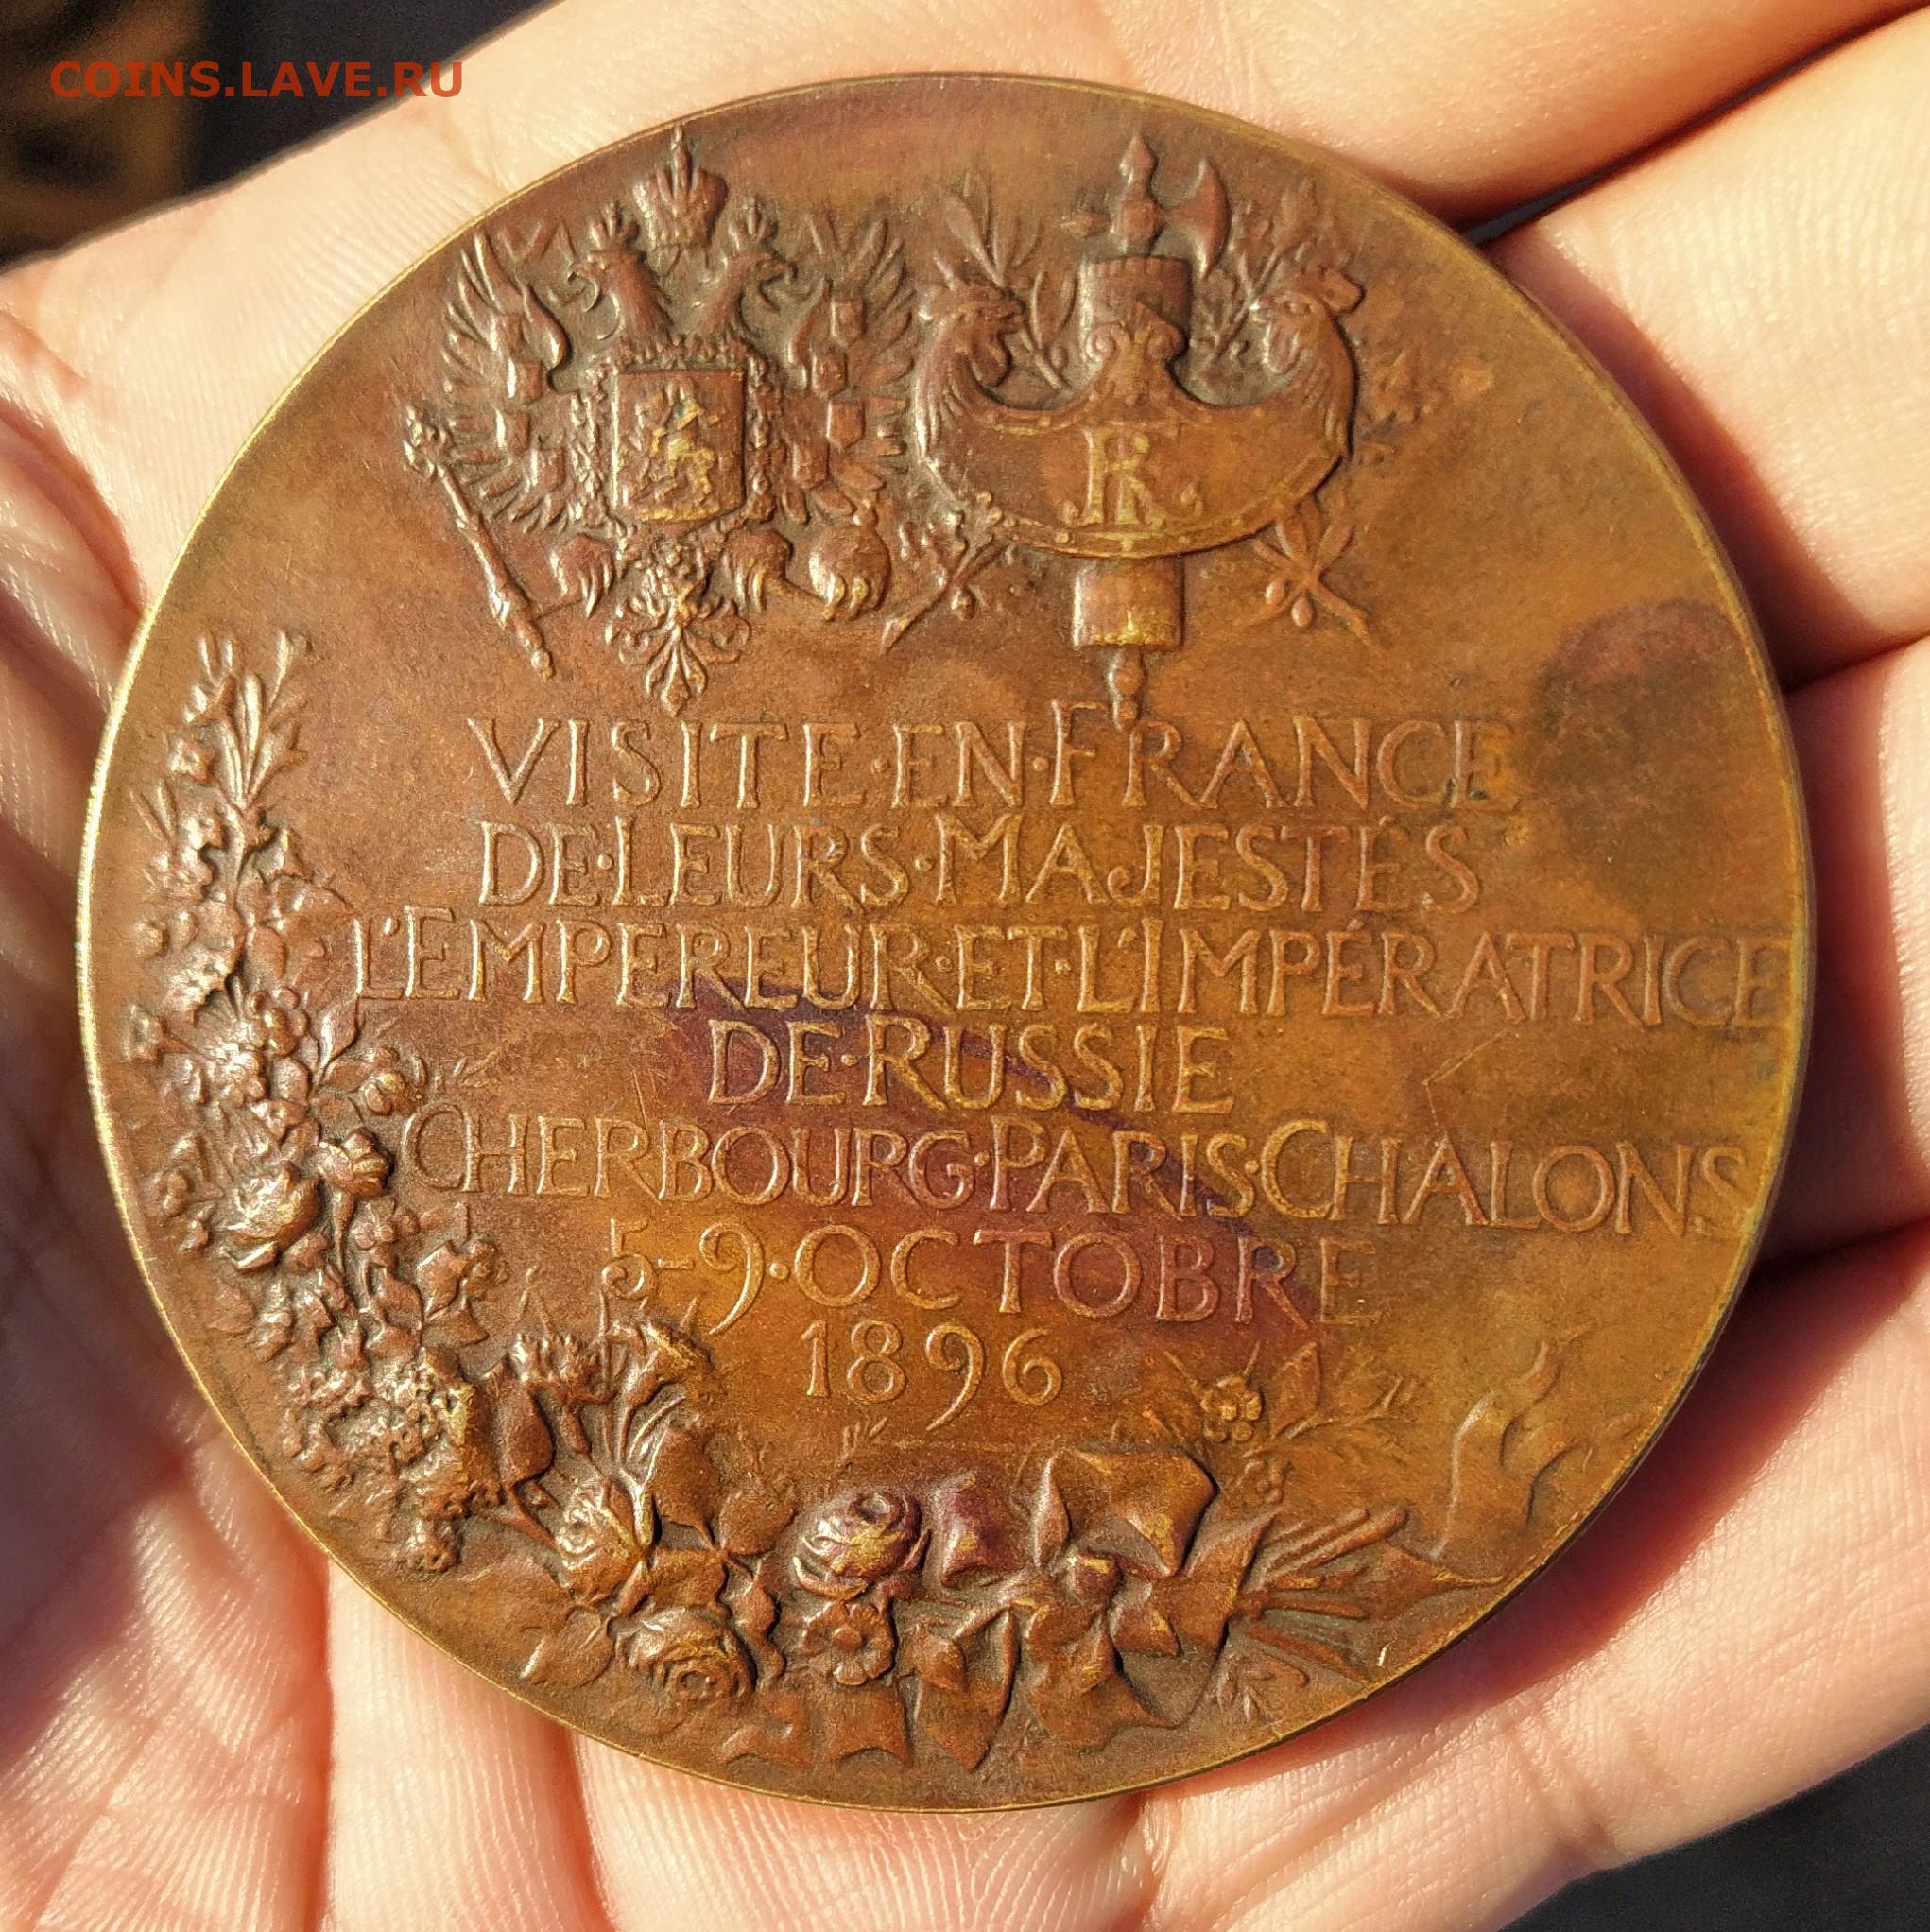 COINS.LAVE.RU
RF
VISITE·EN·FRANCE
DE·LEURS·MAJESTÉS
L'EMPEREUR·ET·L'IMPÉRATRICE
DE·RUSSIE
CHERBOURG·PARIS·CHALONS
5-9·OCTOBRE
1896